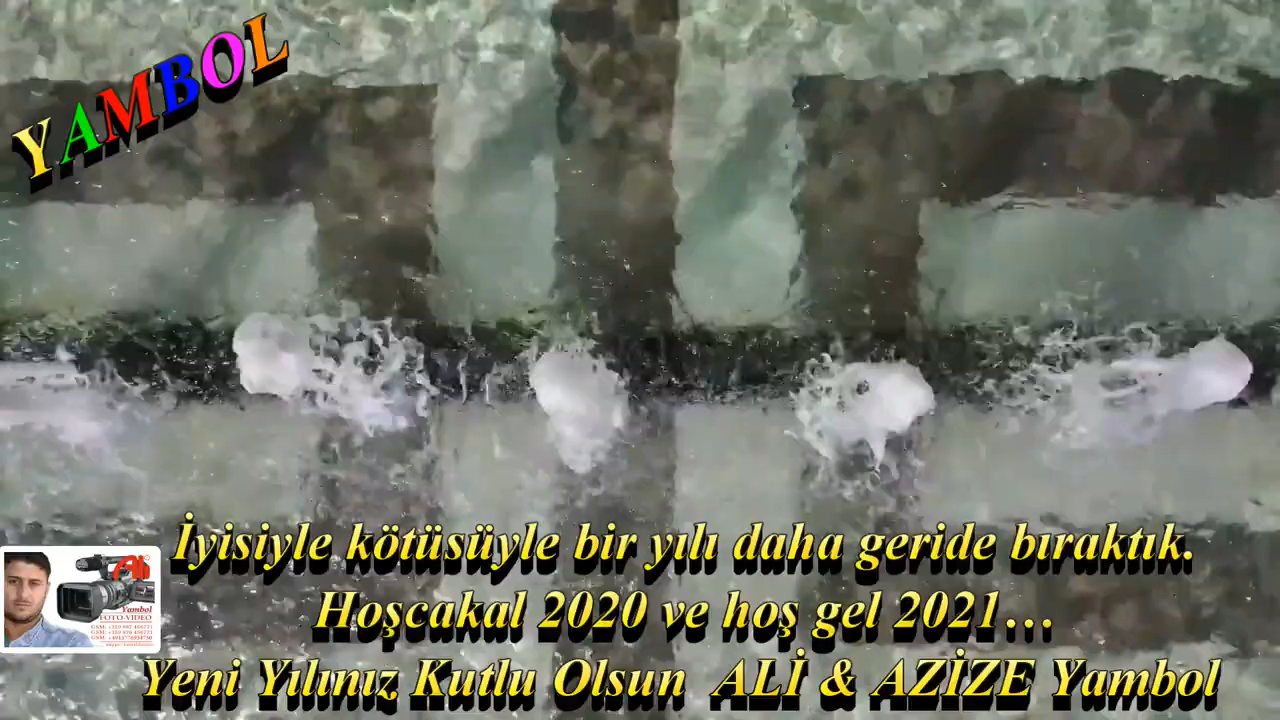 YAMBOL
İyisiyle kötüsüyle bir yılı daha geride bıraktık.
Hoşcakal 2020 ve hoş gel 2021...
Yeni Yılınız Kutlu Olsun ALİ & AZİZE Yambol
Ali
Yambol
FOTO VIDEO